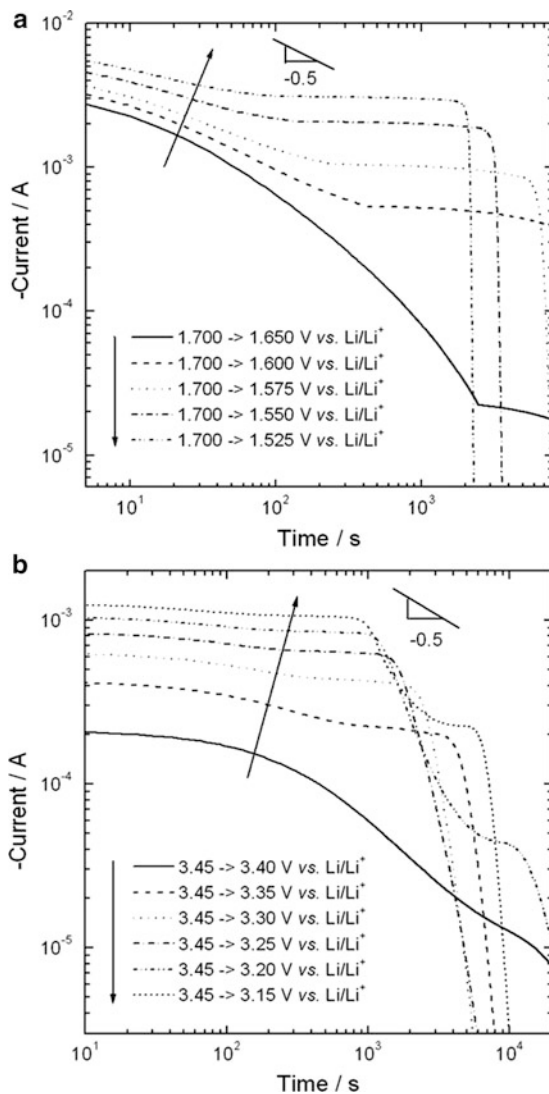 a
10⁻²
-0.5
10⁻³
-Current / A
10⁻⁴
1.700 -> 1.650 V vs. Li/Li⁺
1.700 -> 1.600 V vs. Li/Li⁺
1.700 -> 1.575 V vs. Li/Li⁺
1.700 -> 1.550 V vs. Li/Li⁺
1.700 -> 1.525 V vs. Li/Li⁺
10⁻⁵
10¹ 10² 10³
Time / s
b
10⁻³
-0.5
-Current / A
10⁻⁴
3.45 -> 3.40 V vs. Li/Li⁺
3.45 -> 3.35 V vs. Li/Li⁺
3.45 -> 3.30 V vs. Li/Li⁺
10⁻⁵
3.45 -> 3.25 V vs. Li/Li⁺
3.45 -> 3.20 V vs. Li/Li⁺
3.45 -> 3.15 V vs. Li/Li⁺
10¹ 10² 10³ 10⁴
Time / s